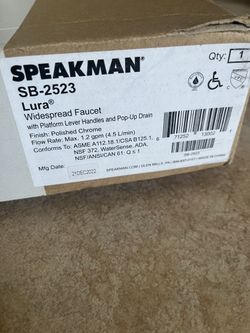 SPEAKMAN®
Qty: 1
SB-2523
Lura®
Widespread Faucet
with Platform Lever Handles and Pop-Up Drain
Finish: Polished Chrome
Flow Rate: Max. 1.2 gpm (4.5 L/min)
Conforms To: ASME A112.18.1/CSA B125.1,
NSF 372, WaterSense, ADA,
NSF/ANSI/CAN 61: Q ≤ 1
Mfg Date: 21DEC2022
SB-2523